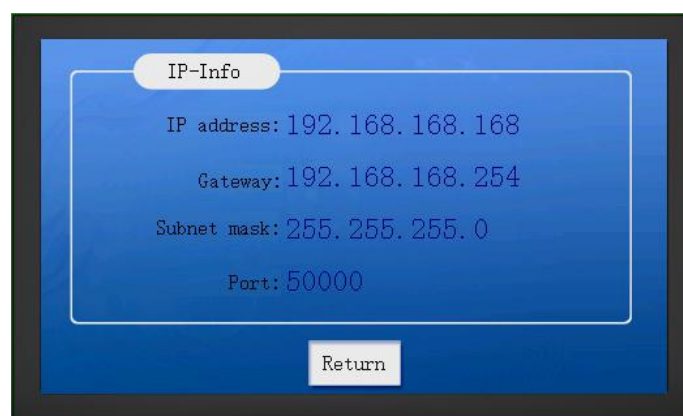 IP-Info
IP address: 192.168.168.168
Gateway: 192.168.168.254
Subnet mask: 255.255.255.0
Port: 50000
Return